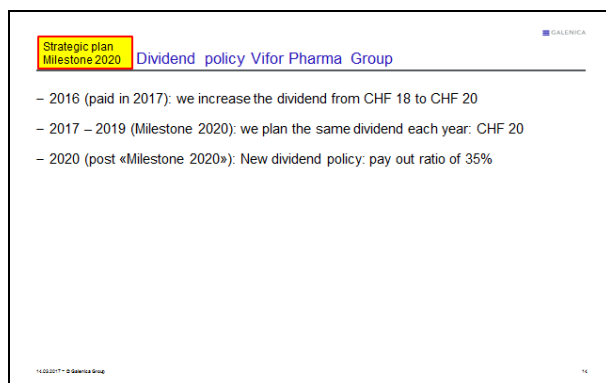 GALENICA
Strategic plan
Milestone 2020
Dividend policy Vifor Pharma Group
– 2016 (paid in 2017): we increase the dividend from CHF 18 to CHF 20
– 2017 – 2019 (Milestone 2020): we plan the same dividend each year: CHF 20
– 2020 (post «Milestone 2020»): New dividend policy: pay out ratio of 35%
© Galenica Group